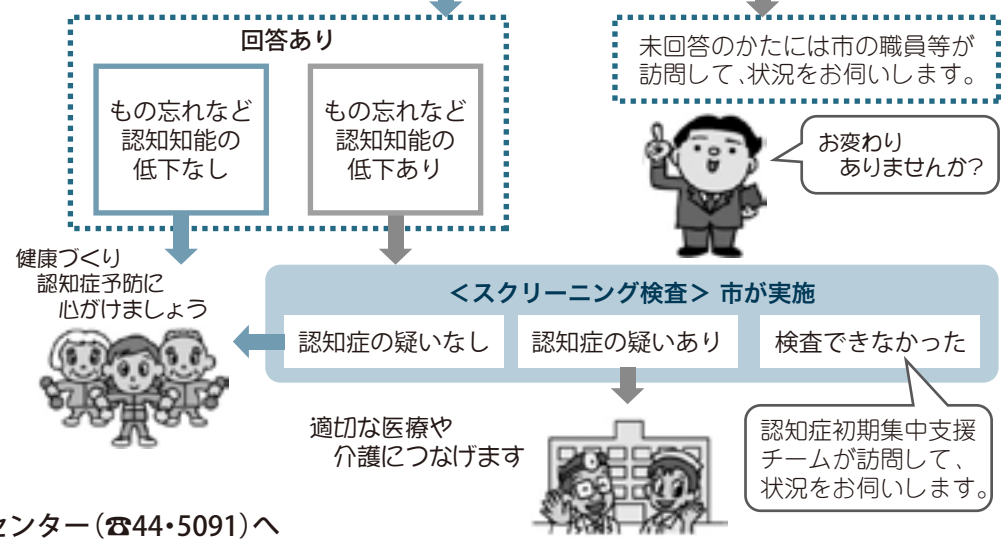 回答あり
もの忘れなど
認知知能の
低下なし
もの忘れなど
認知知能の
低下あり
未回答のかたには市の職員等が
訪問して、状況をお伺いします。
お変わり
ありませんか?
健康づくり
認知症予防に
心がけましょう
<スクリーニング検査> 市が実施
認知症の疑いなし
認知症の疑いあり
検査できなかった
適切な医療や
介護につなげます
認知症初期集中支援
チームが訪問して、
状況をお伺いします。
センター(☎44・5091)へ